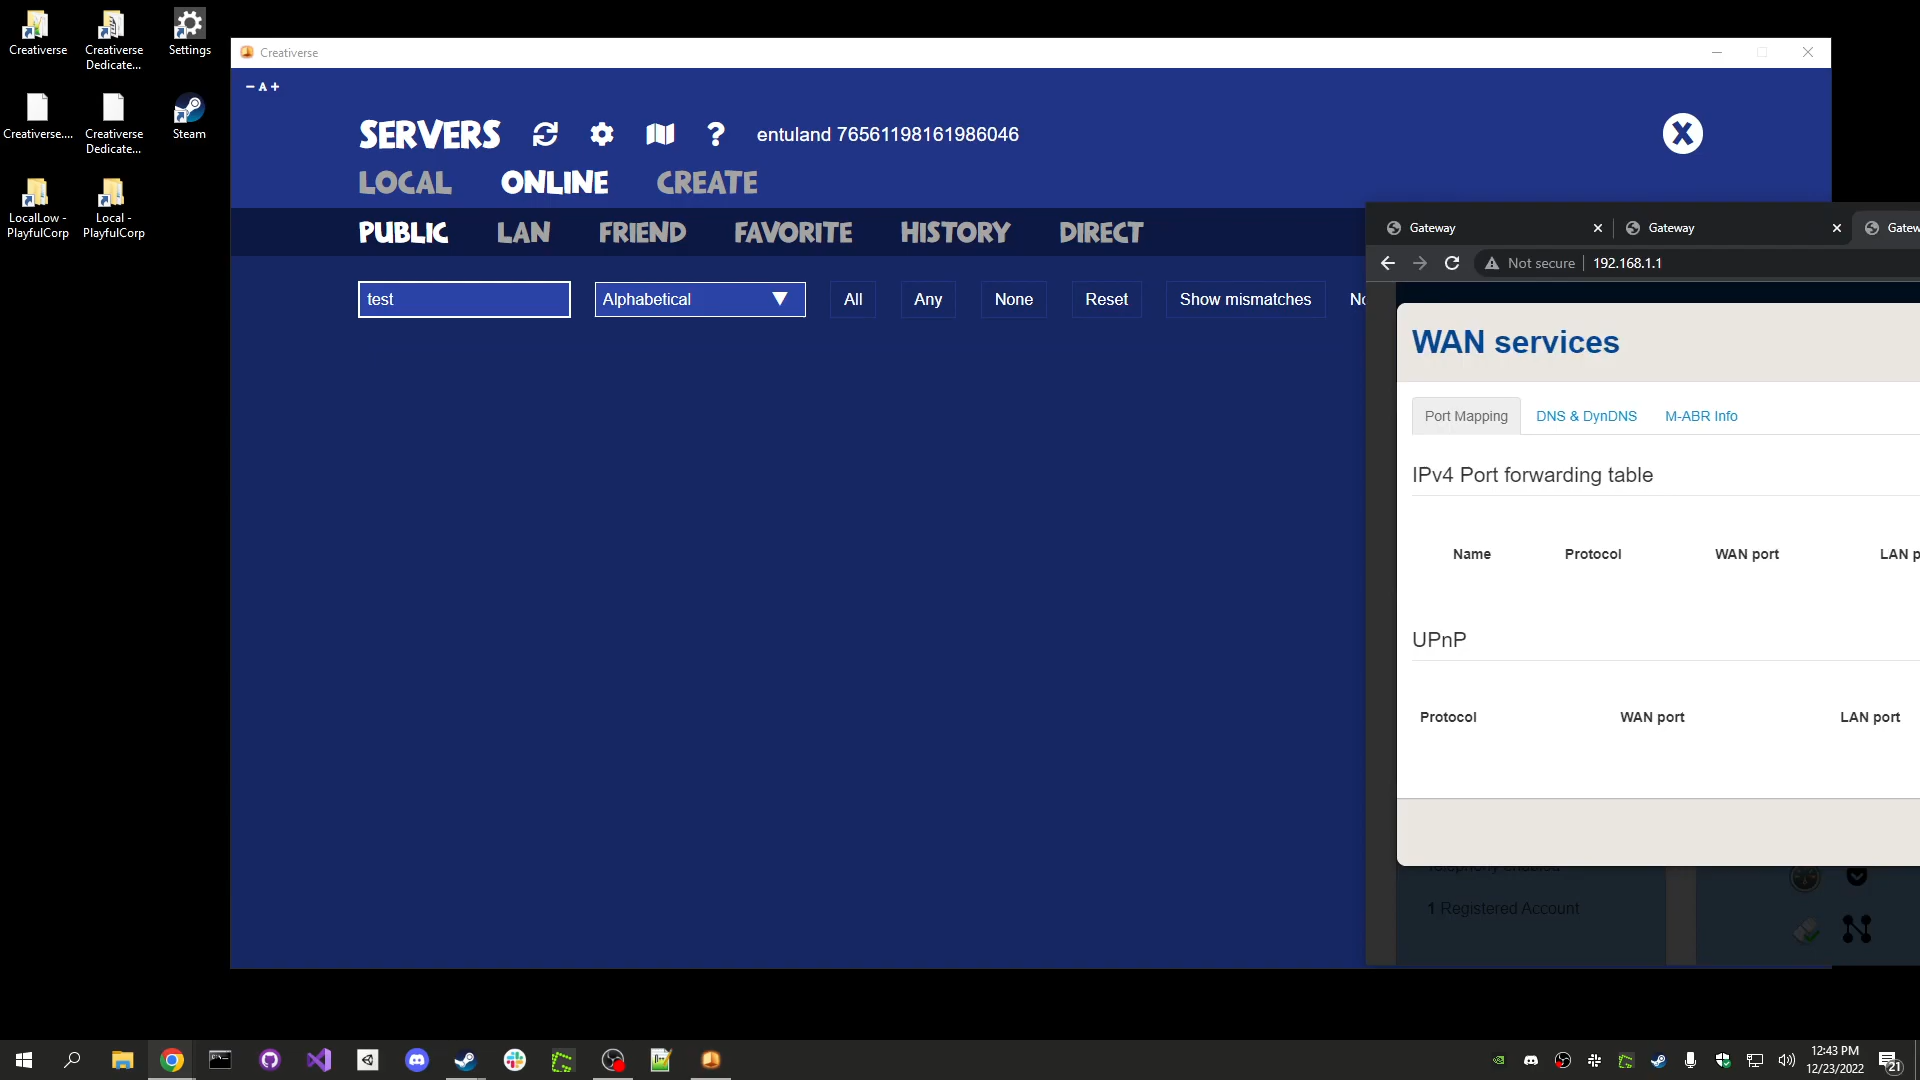 Creativerse
Creativerse
Dedicate...
Settings
Creativerse....
Creativerse
Dedicate...
Steam
LocalLow -
PlayfulCorp
Local -
PlayfulCorp
Creativerse
− A +
SERVERS
? entuland 76561198161986046
X
LOCAL ONLINE CREATE
PUBLIC LAN FRIEND FAVORITE HISTORY DIRECT
test
Alphabetical
All
Any
None
Reset
Show mismatches
Gateway
Gateway
Not secure
192.168.1.1
WAN services
Port Mapping
DNS & DynDNS
M-ABR Info
IPv4 Port forwarding table
Name Protocol WAN port LAN p
UPnP
Protocol WAN port LAN port
1 Registered Account
12:43 PM
12/23/2022
21